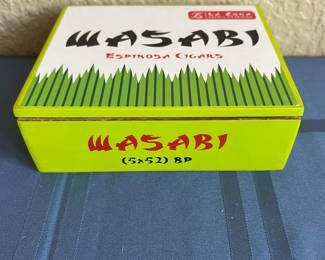 La Zona
WASABI
ESPINOSA CIGARS
WASABI
(5x52) BP